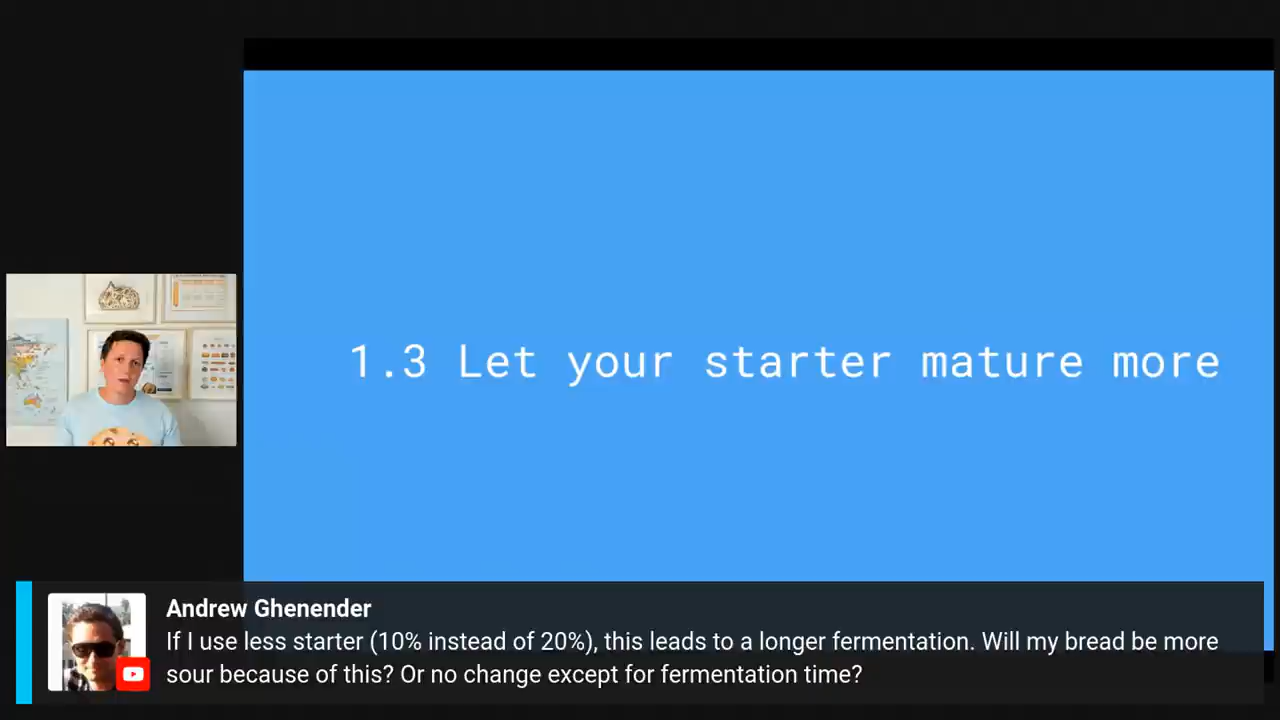 1.3 Let your starter mature more
Andrew Ghenender
If I use less starter (10% instead of 20%), this leads to a longer fermentation. Will my bread be more
sour because of this? Or no change except for fermentation time?